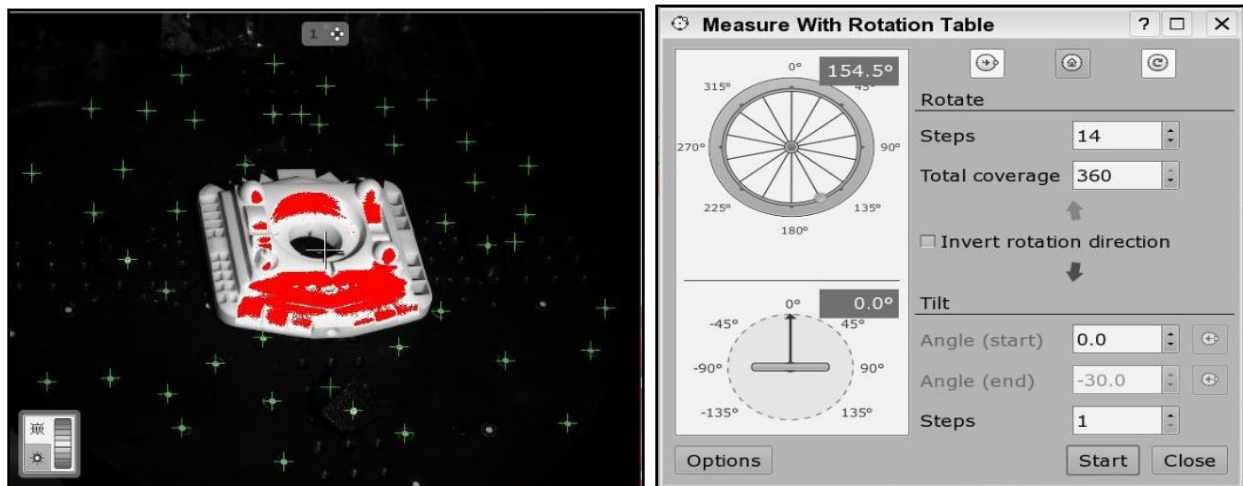 1
Measure With Rotation Table
?
154.5°
0°
45°
90°
135°
180°
225°
270°
315°
Rotate
Steps 14
Total coverage 360
Invert rotation direction
0.0°
0°
45°
90°
135°
-135°
-90°
-45°
Tilt
Angle (start) 0.0
Angle (end) -30.0
Steps 1
Options Start Close